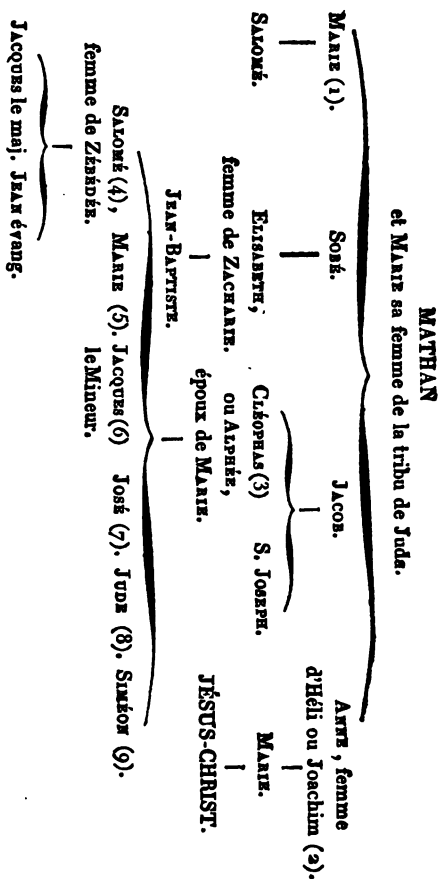 MATHAN
et MARIE sa femme de la tribu de Juda.
MARIE (1). SOBÉ. JACOB. ANNE, femme
d'Héli ou Joachim (2).
SALOMÉ. ELISABETH, CLÉOPHAS (3) S. JOSEPH. MARIE.
femme de ZACHARIE. ou ALPHÉE,
époux de MARIE.
JEAN-BAPTISTE. JÉSUS-CHRIST.
SALOMÉ (4), MARIE (5). JACQUES (6) JOSÉ (7). JUDE (8). SIMÉON (9).
femme de ZÉBÉDÉE. le Mineur.
JACQUES le maj. JEAN évang.